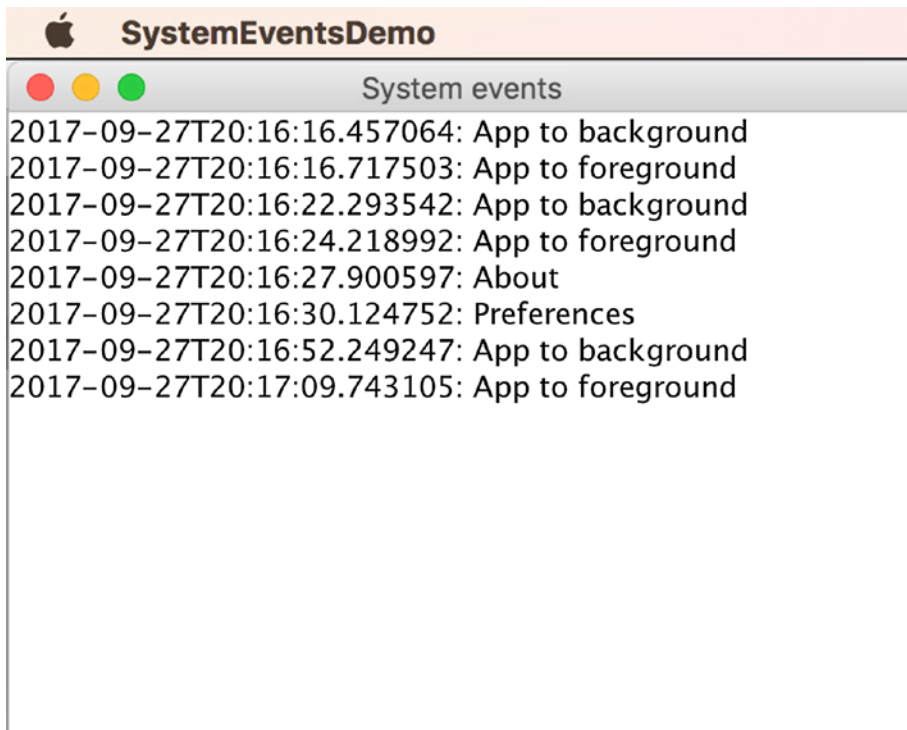 SystemEventsDemo
System events
2017-09-27T20:16:16.457064: App to background
2017-09-27T20:16:16.717503: App to foreground
2017-09-27T20:16:22.293542: App to background
2017-09-27T20:16:24.218992: App to foreground
2017-09-27T20:16:27.900597: About
2017-09-27T20:16:30.124752: Preferences
2017-09-27T20:16:52.249247: App to background
2017-09-27T20:17:09.743105: App to foreground